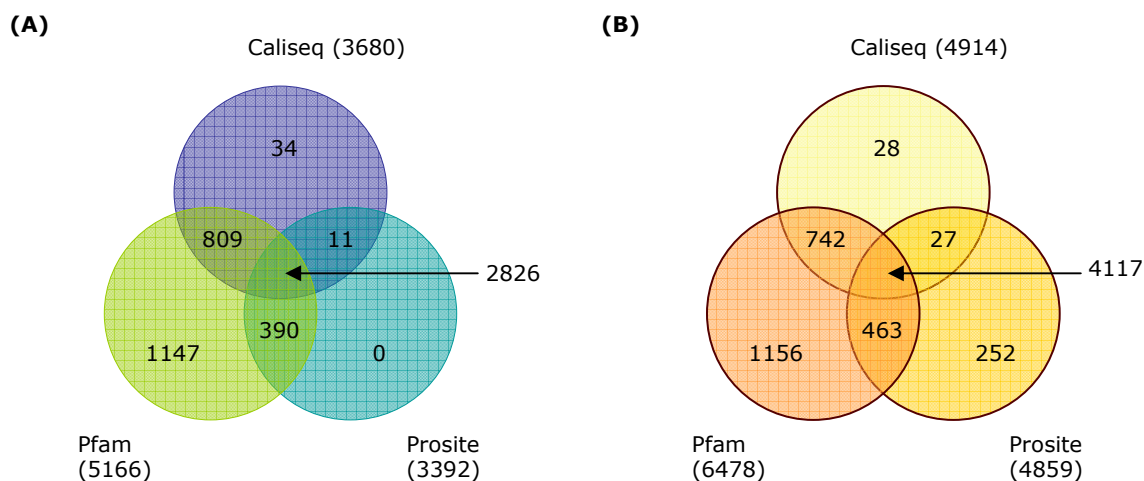 (A)
Caliseq (3680)
34
809
11
2826
390
1147
0
Pfam
(5166)
Prosite
(3392)
(B)
Caliseq (4914)
28
742
27
4117
463
1156
252
Pfam
(6478)
Prosite
(4859)